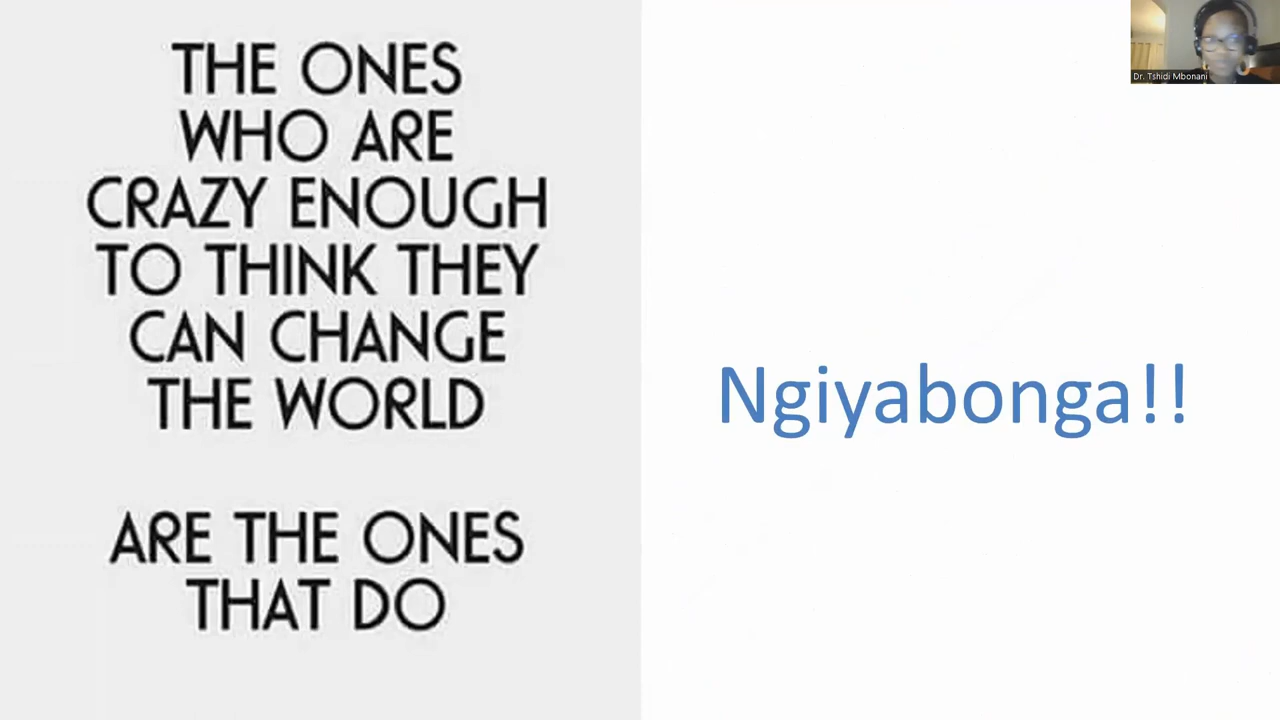 THE ONES
WHO ARE
CRAZY ENOUGH
TO THINK THEY
CAN CHANGE
THE WORLD
ARE THE ONES
THAT DO
Ngiyabonga!!
Dr. Tshidi Mbonani